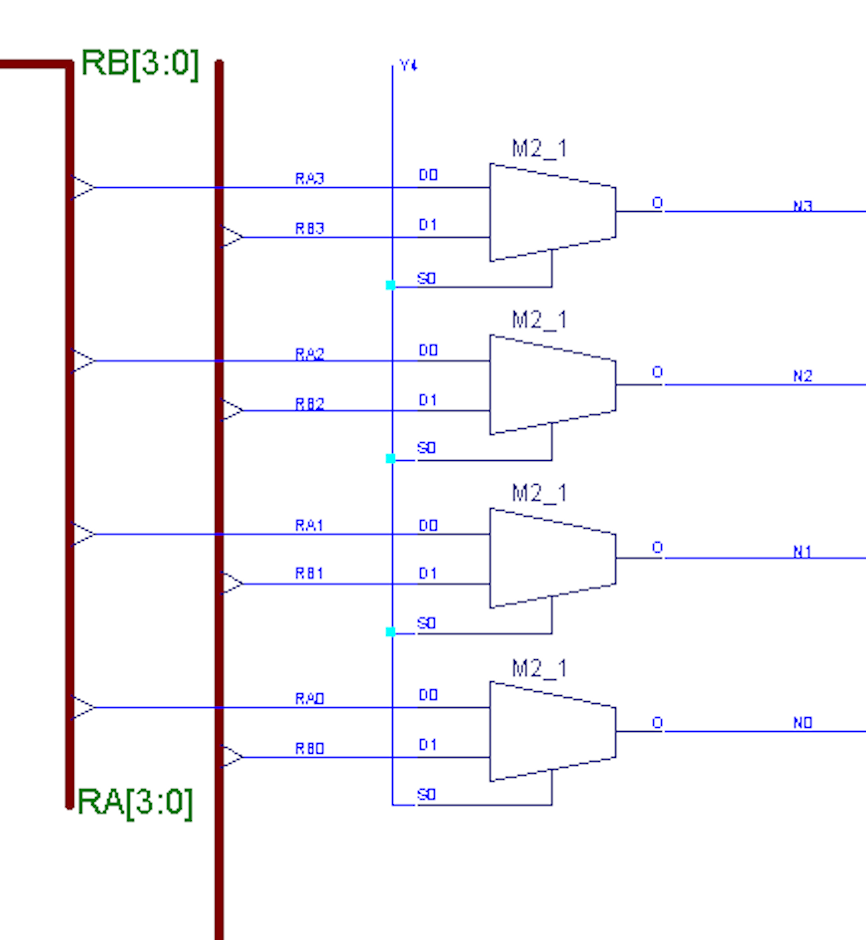 RB[3:0]
Y4
M2_1
RA3 D0
O N3
RB3 D1
S0
M2_1
RA2 D0
O N2
RB2 D1
S0
M2_1
RA1 D0
O N1
RB1 D1
S0
M2_1
RA0 D0
O N0
RB0 D1
S0
RA[3:0]